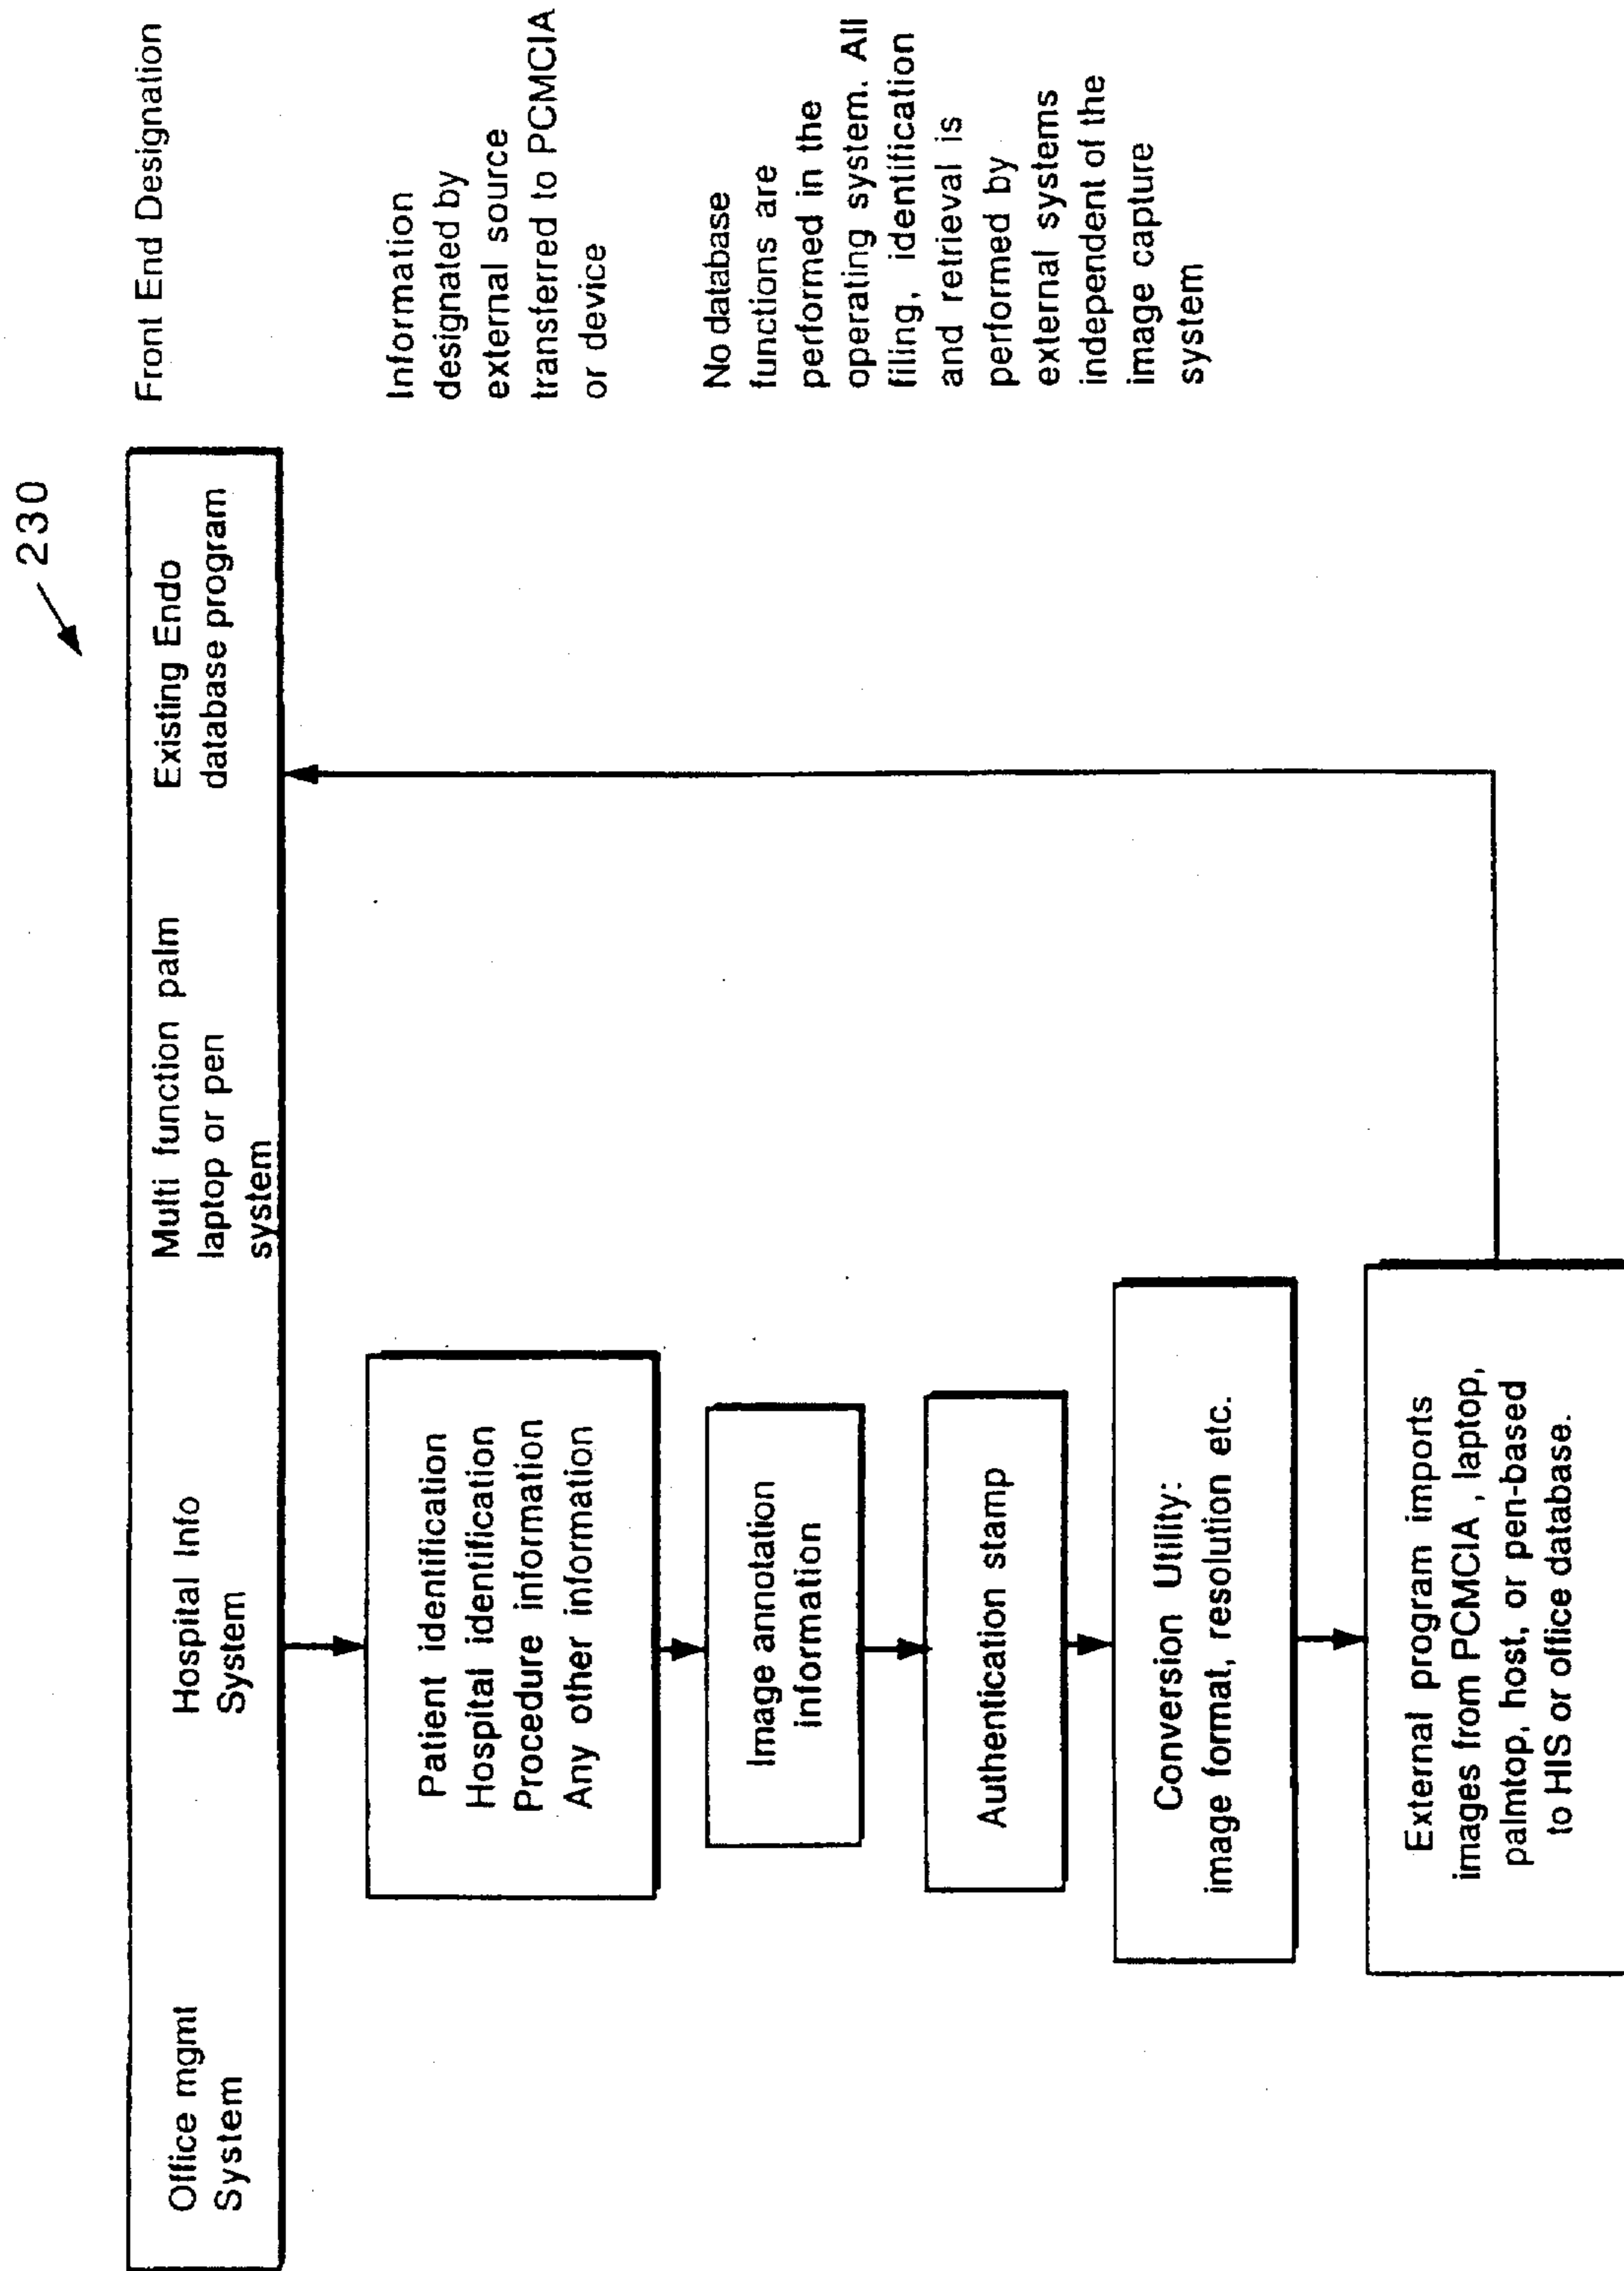 230
Office mgmt
System
Hospital Info
System
Multi function palm
laptop or pen
system
Existing Endo
database program
Front End Designation
Patient identification
Hospital identification
Procedure information
Any other information
Information
designated by
external source
transferred to PCMCIA
or device
Image annotation
information
No database
functions are
performed in the
operating system. All
filing, identification
and retrieval is
performed by
external systems
independent of the
image capture
system
Authentication stamp
Conversion Utility:
image format, resolution etc.
External program imports
images from PCMCIA , laptop,
palmtop, host, or pen-based
to HIS or office database.